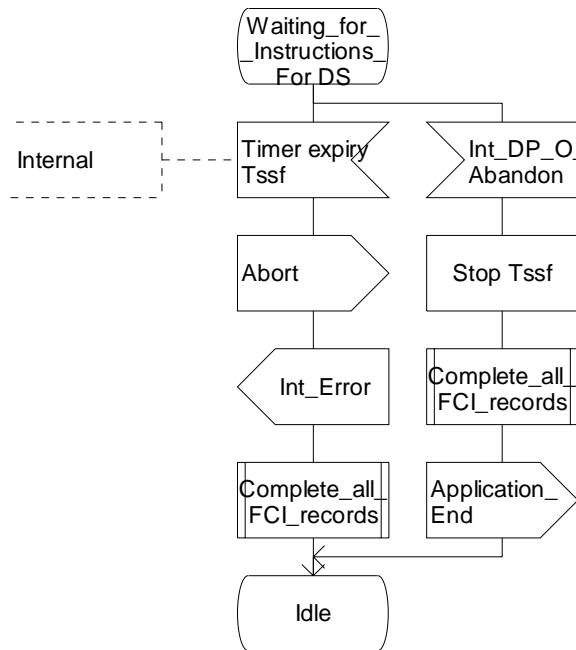 Waiting_for_
_Instructions_
For DS
Internal
Timer expiry
Tssf
Int_DP_O_
Abandon
Abort
Stop Tssf
Int_Error
Complete_all_
FCI_records
Complete_all_
FCI_records
Application_
End
Idle